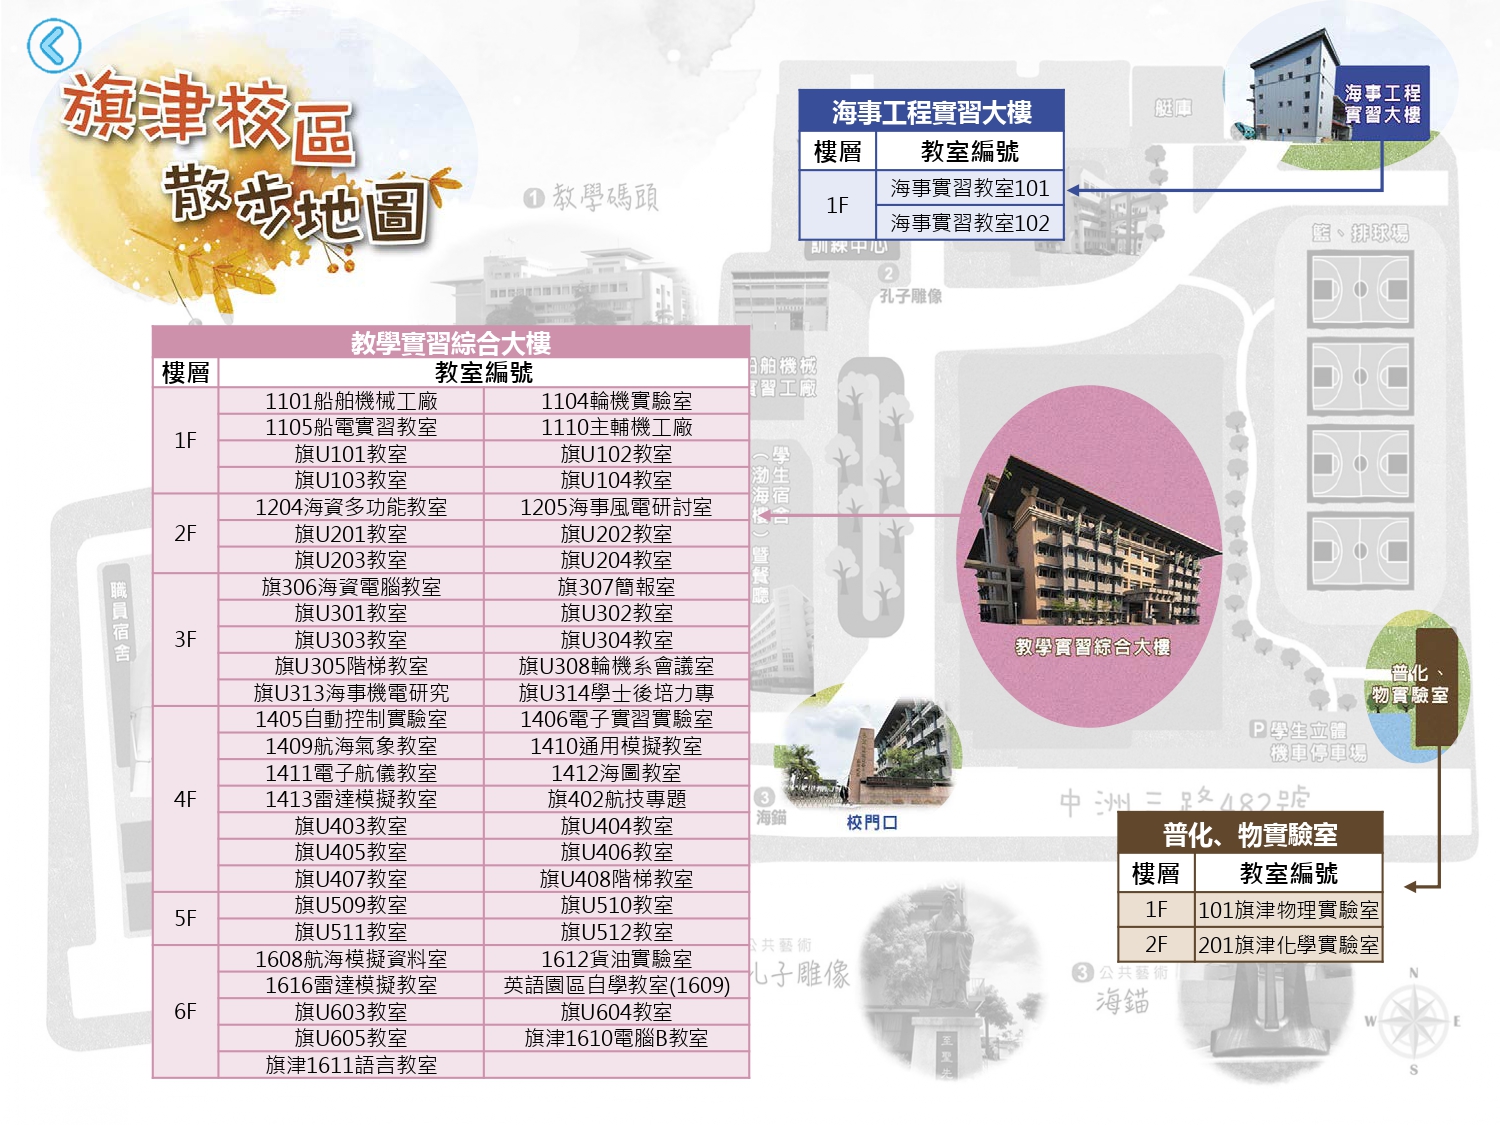 旗津校區
散步地圖
❶教學碼頭
艇庫
海事工程
實習大樓
海事工程實習大樓
樓層 教室編號
1F 海事實習教室101
海事實習教室102
訓練中心
2
孔子雕像
籃、排球場
教學實習綜合大樓
樓層 教室編號
1F 1101船舶機械工廠 1104輪機實驗室
1105船電實習教室 1110主輔機工廠
旗U101教室 旗U102教室
旗U103教室 旗U104教室
2F 1204海資多功能教室 1205海事風電研討室
旗U201教室 旗U202教室
旗U203教室 旗U204教室
3F 旗306海資電腦教室 旗307簡報室
旗U301教室 旗U302教室
旗U303教室 旗U304教室
旗U305階梯教室 旗U308輪機系會議室
旗U313海事機電研究 旗U314學士後培力專
4F 1405自動控制實驗室 1406電子實習實驗室
1409航海氣象教室 1410通用模擬教室
1411電子航儀教室 1412海圖教室
1413雷達模擬教室 旗402航技專題
旗U403教室 旗U404教室
旗U405教室 旗U406教室
旗U407教室 旗U408階梯教室
5F 旗U509教室 旗U510教室
旗U511教室 旗U512教室
6F 1608航海模擬資料室 1612貨油實驗室
1616雷達模擬教室 英語園區自學教室(1609)
旗U603教室 旗U604教室
旗U605教室 旗津1610電腦B教室
旗津1611語言教室
船舶機械
實習工廠
（學生宿舍
渤海樓）暨餐廳
職員宿舍
教學實習綜合大樓
普化、
物實驗室
P學生立體
機車停車場
3
海錨
校門口
中洲三路482號
普化、物實驗室
樓層 教室編號
1F 101旗津物理實驗室
2F 201旗津化學實驗室
公共藝術
孔子雕像
❸公共藝術
海錨
N
W E
S